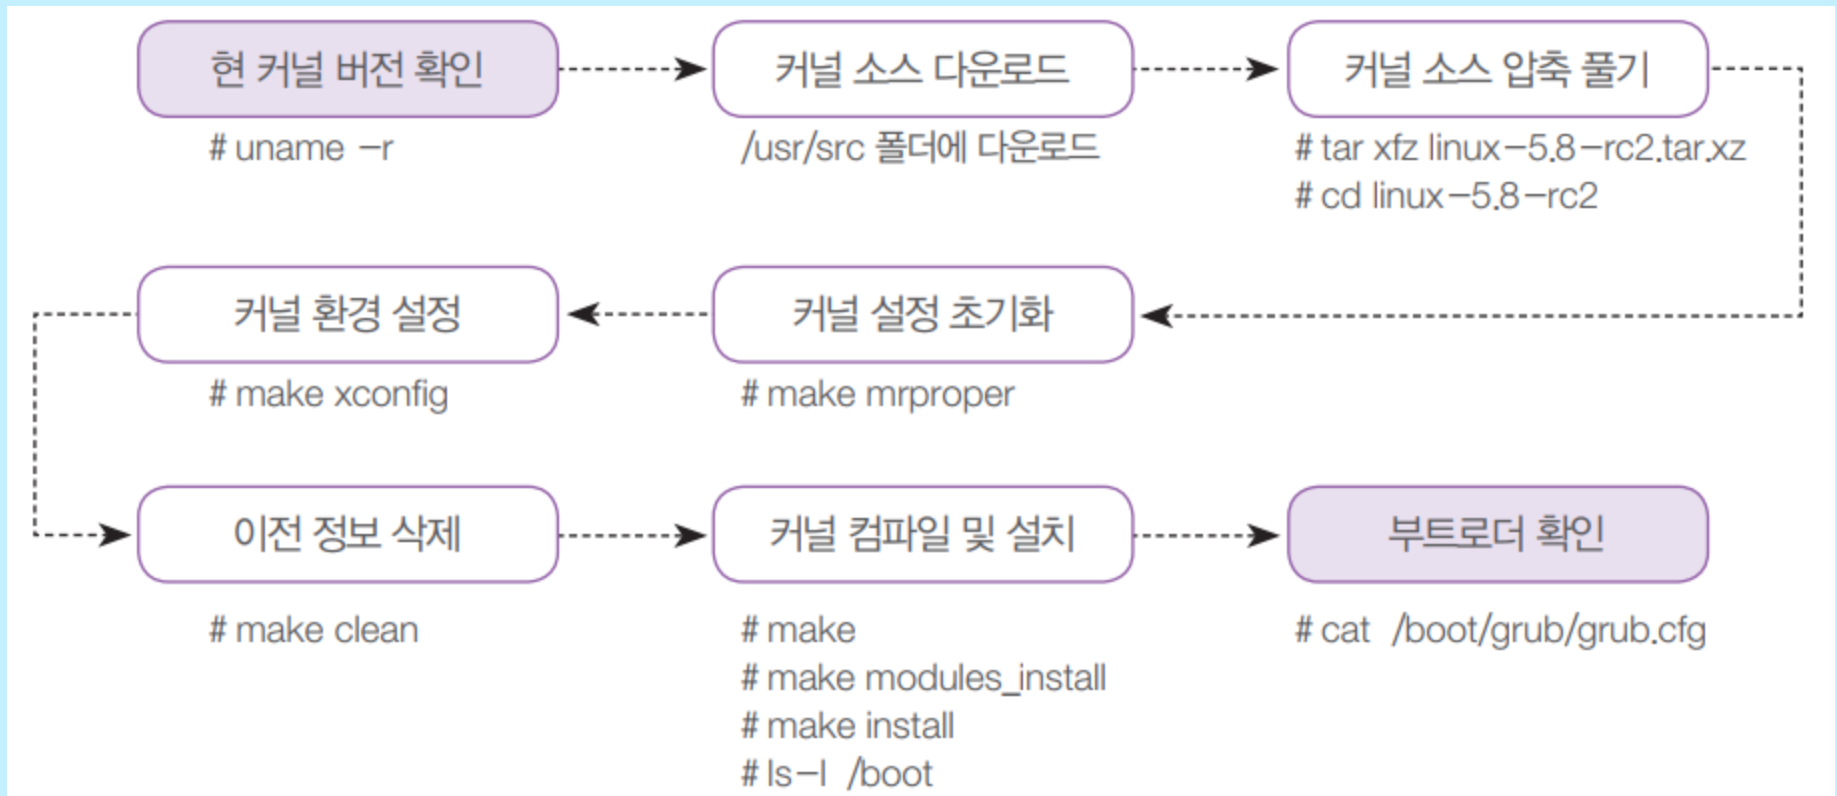 현 커널 버전 확인
# uname -r
커널 소스 다운로드
/usr/src 폴더에 다운로드
커널 소스 압축 풀기
# tar xfz linux-5.8-rc2.tar.xz
# cd linux-5.8-rc2
커널 설정 초기화
# make mrproper
커널 환경 설정
# make xconfig
이전 정보 삭제
# make clean
커널 컴파일 및 설치
# make
# make modules_install
# make install
# ls-l /boot
부트로더 확인
# cat /boot/grub/grub.cfg